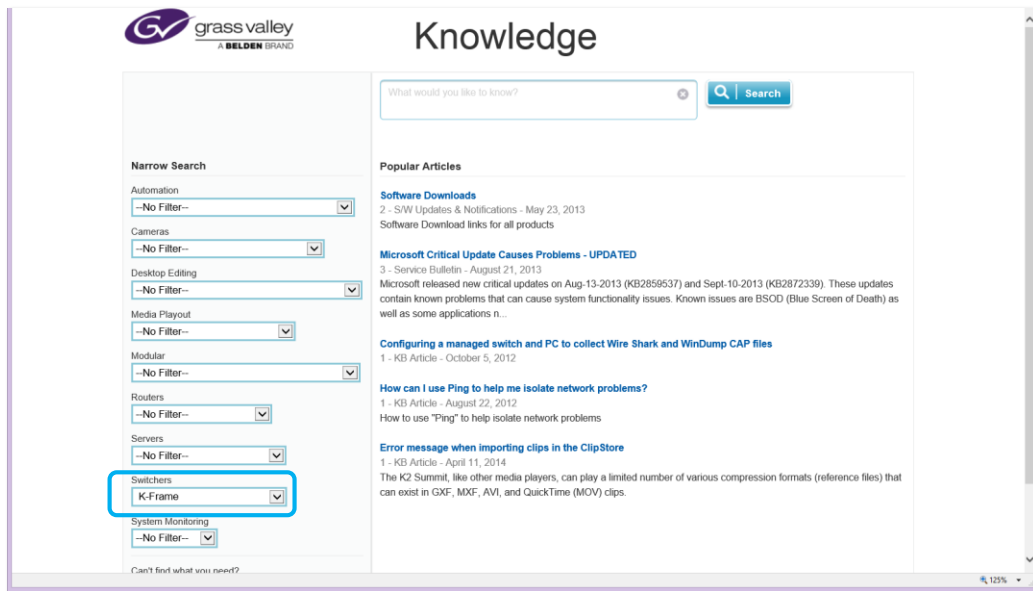 GV grass valley
A BELDEN BRAND
Knowledge
What would you like to know?
Search
Narrow Search
Automation
--No Filter--
Cameras
--No Filter--
Desktop Editing
--No Filter--
Media Playout
--No Filter--
Modular
--No Filter--
Routers
--No Filter--
Servers
--No Filter--
Switchers
K-Frame
System Monitoring
--No Filter--
Can't find what you need?
Popular Articles
Software Downloads
2 - S/W Updates & Notifications - May 23, 2013
Software Download links for all products
Microsoft Critical Update Causes Problems - UPDATED
3 - Service Bulletin - August 21, 2013
Microsoft released new critical updates on Aug-13-2013 (KB2859537) and Sept-10-2013 (KB2872339). These updates
contain known problems that can cause system functionality issues. Known issues are BSOD (Blue Screen of Death) as
well as some applications n...
Configuring a managed switch and PC to collect Wire Shark and WinDump CAP files
1 - KB Article - October 5, 2012
How can I use Ping to help me isolate network problems?
1 - KB Article - August 22, 2012
How to use "Ping" to help isolate network problems
Error message when importing clips in the ClipStore
1 - KB Article - April 11, 2014
The K2 Summit, like other media players, can play a limited number of various compression formats (reference files) that
can exist in GXF, MXF, AVI, and QuickTime (MOV) clips.
125%